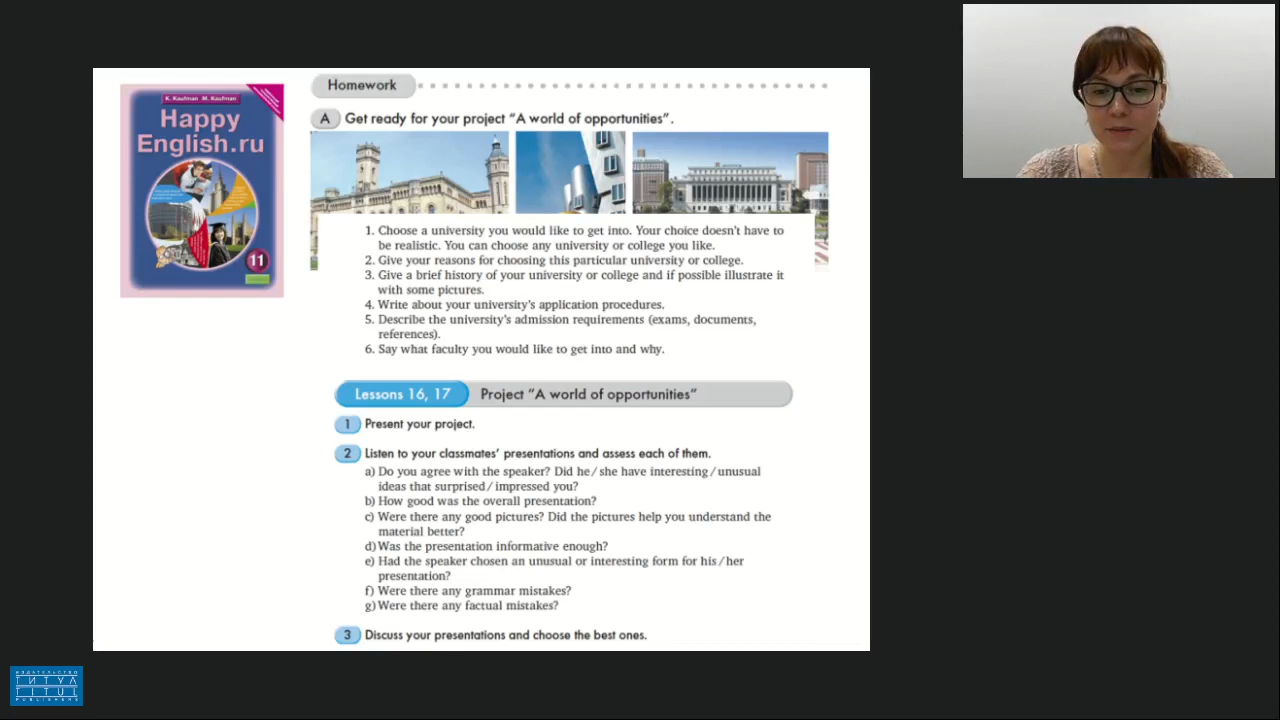 K. Kaufman M. Kaufman
Happy
English.ru
11
Homework
A Get ready for your project “A world of opportunities”.
1. Choose a university you would like to get into. Your choice doesn’t have to
be realistic. You can choose any university or college you like.
2. Give your reasons for choosing this particular university or college.
3. Give a brief history of your university or college and if possible illustrate it
with some pictures.
4. Write about your university’s application procedures.
5. Describe the university’s admission requirements (exams, documents,
references).
6. Say what faculty you would like to get into and why.
Lessons 16, 17 Project “A world of opportunities”
1 Present your project.
2 Listen to your classmates’ presentations and assess each of them.
a) Do you agree with the speaker? Did he/she have interesting/unusual
ideas that surprised/impressed you?
b) How good was the overall presentation?
c) Were there any good pictures? Did the pictures help you understand the
material better?
d) Was the presentation informative enough?
e) Had the speaker chosen an unusual or interesting form for his/her
presentation?
f) Were there any grammar mistakes?
g) Were there any factual mistakes?
3 Discuss your presentations and choose the best ones.
ИЗДАТЕЛЬСТВО
ТИТУЛ
TITUL
PUBLISHERS